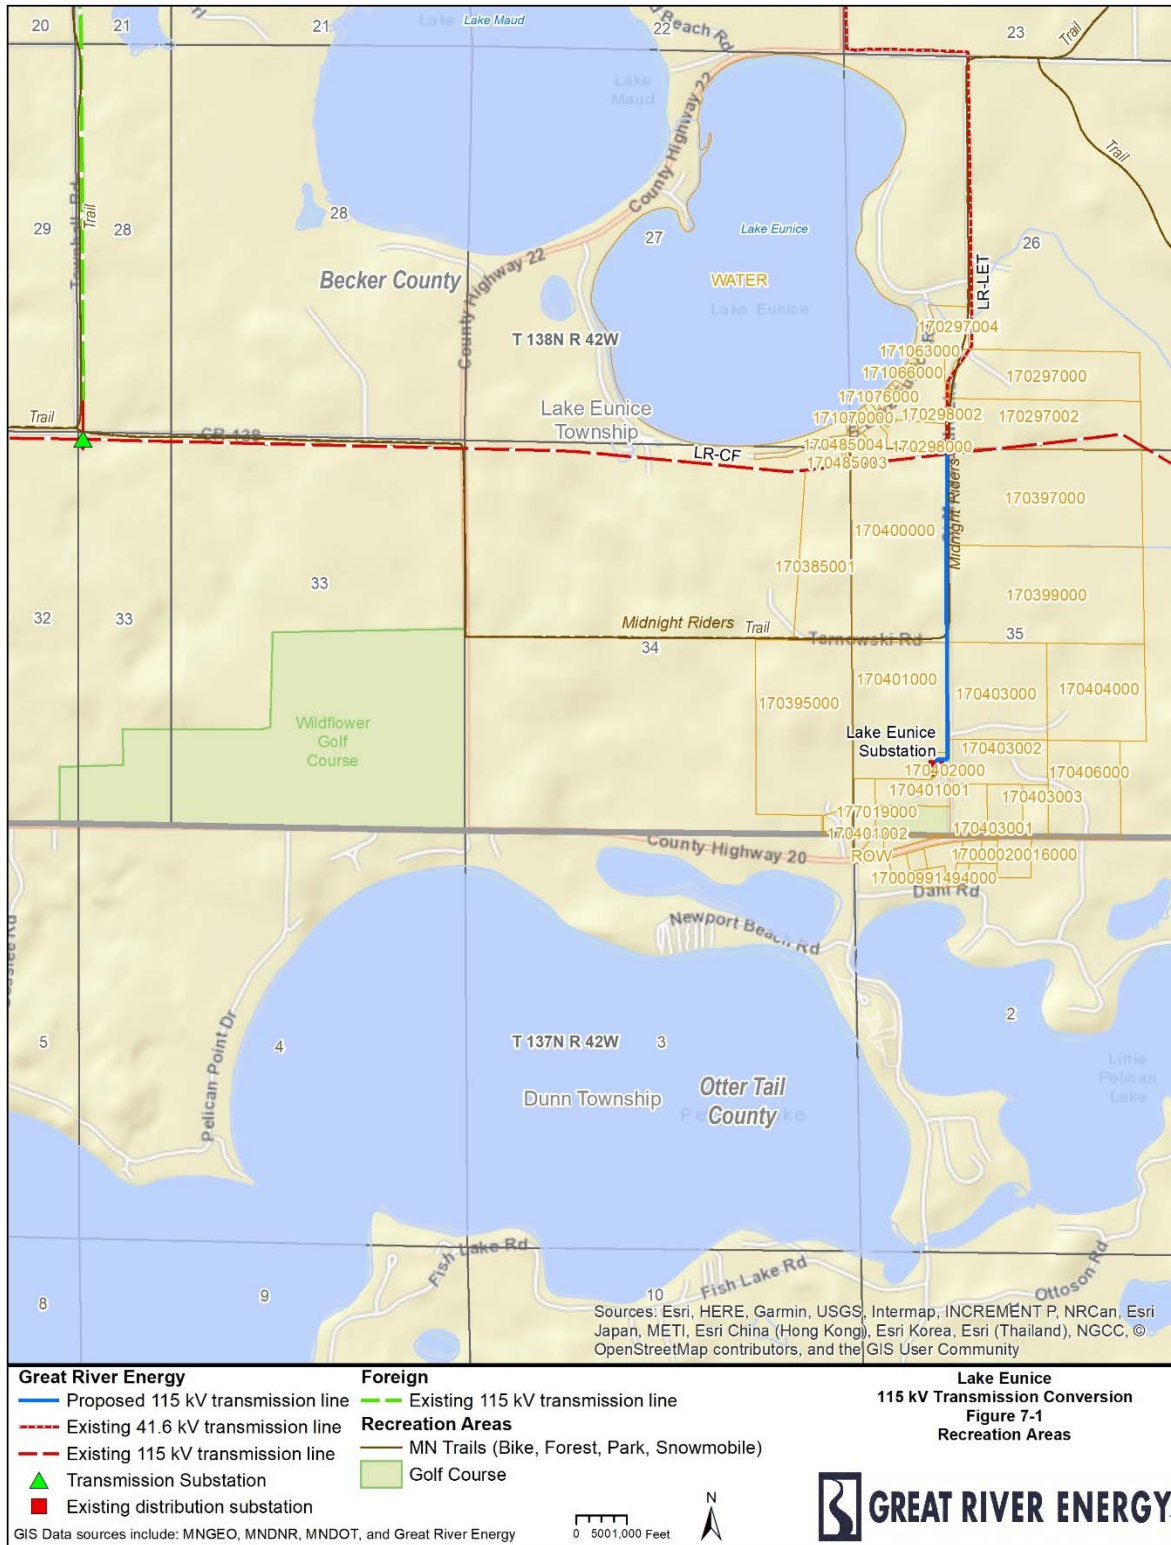 20
21
Lake
Lake Maud
22
Beach Rd
23
Trail
Lake
Maud
County Highway 22
Trail
Townhall Rd
Trail
29
28
28
27
Lake Eunice
26
Becker County
County Highway 22
WATER
Lake Eunice
LR-LET
T 138N R 42W
170297004
171063000
171066000
170297000
171076000
Lake Eunice
Township
171070000
170298002
170297002
Trail
CR 138
LR-CF
170485004
170298000
170485003
Midnight Riders
170397000
170400000
170385001
33
32
33
170399000
Midnight Riders
Trail
Tarnowski Rd
35
34
170401000
170395000
170403000
170404000
Wildflower
Golf
Course
Lake Eunice
Substation
170403002
170402000
170406000
170401001
170403003
177019000
170401002
170403001
County Highway 20
ROW
17000020016000
17000991494000
Dahl Rd
Newport Beach Rd
Pelican Point Dr
5
4
T 137N R 42W
3
2
Little
Pelican
Lake
Dunn Township
Otter Tail
County
Fish Lake Rd
Fish Lake Rd
Ottoson Rd
8
9
10
Sources: Esri, HERE, Garmin, USGS, Intermap, INCREMENT P, NRCan, Esri
Japan, METI, Esri China (Hong Kong), Esri Korea, Esri (Thailand), NGCC, ©
OpenStreetMap contributors, and the GIS User Community
Great River Energy
Proposed 115 kV transmission line
Existing 41.6 kV transmission line
Existing 115 kV transmission line
Transmission Substation
Existing distribution substation
Foreign
Existing 115 kV transmission line
Recreation Areas
MN Trails (Bike, Forest, Park, Snowmobile)
Golf Course
Lake Eunice
115 kV Transmission Conversion
Figure 7-1
Recreation Areas
GIS Data sources include: MNGEO, MNDNR, MNDOT, and Great River Energy
0 5001,000 Feet
N
GREAT RIVER ENERGY